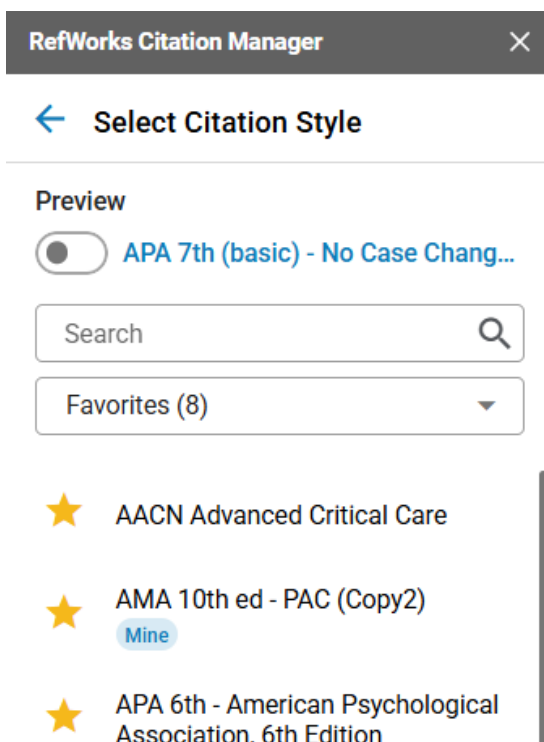 RefWorks Citation Manager
Select Citation Style
Preview
APA 7th (basic) - No Case Chang...
Search
Favorites (8)
AACN Advanced Critical Care
AMA 10th ed - PAC (Copy2)
Mine
APA 6th - American Psychological
Association, 6th Edition